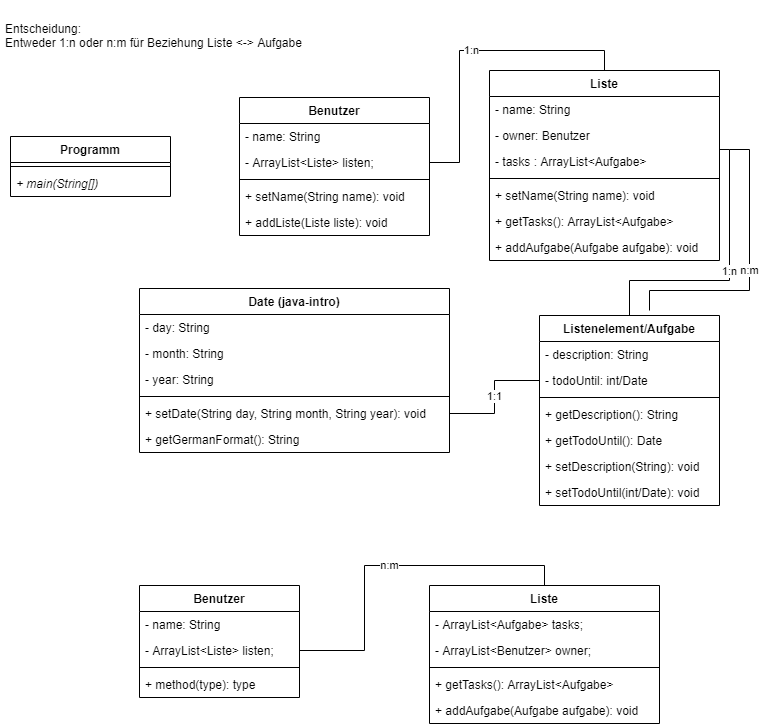 Entscheidung:
Entweder 1:n oder n:m für Beziehung Liste <-> Aufgabe
Programm
+ main(String[])
Benutzer
- name: String
- ArrayList<Liste> listen;
+ setName(String name): void
+ addListe(Liste liste): void
1:n
Liste
- name: String
- owner: Benutzer
- tasks : ArrayList<Aufgabe>
+ setName(String name): void
+ getTasks(): ArrayList<Aufgabe>
+ addAufgabe(Aufgabe aufgabe): void
1:n n:m
Date (java-intro)
- day: String
- month: String
- year: String
+ setDate(String day, String month, String year): void
+ getGermanFormat(): String
1:1
Listenelement/Aufgabe
- description: String
- todoUntil: int/Date
+ getDescription(): String
+ getTodoUntil(): Date
+ setDescription(String): void
+ setTodoUntil(int/Date): void
Benutzer
- name: String
- ArrayList<Liste> listen;
+ method(type): type
n:m
Liste
- ArrayList<Aufgabe> tasks;
- ArrayList<Benutzer> owner;
+ getTasks(): ArrayList<Aufgabe>
+ addAufgabe(Aufgabe aufgabe): void